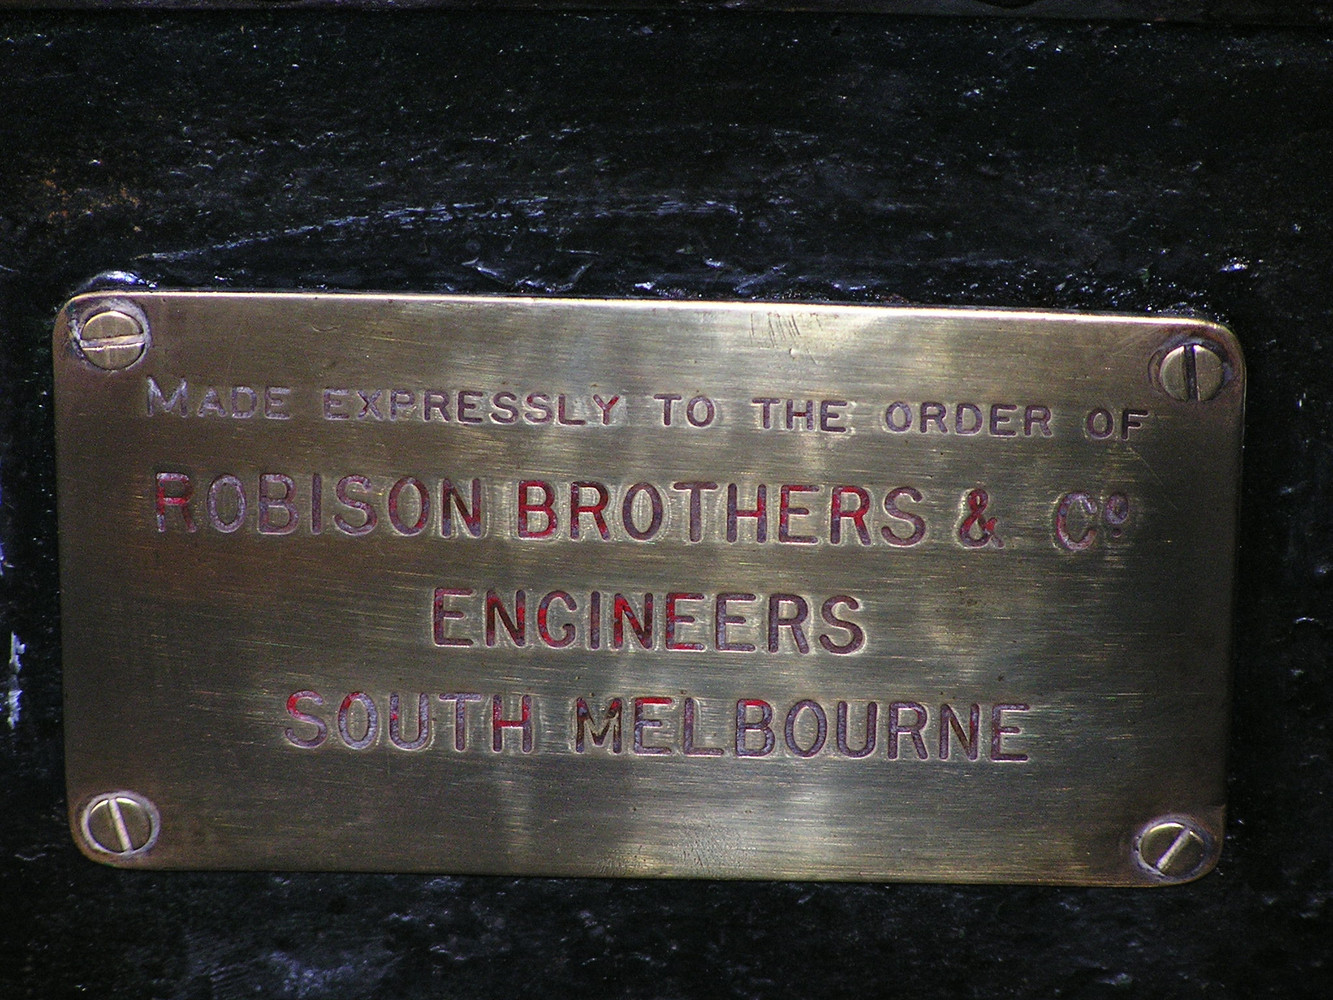 MADE EXPRESSLY TO THE ORDER OF
ROBISON BROTHERS & Cº
ENGINEERS
SOUTH MELBOURNE